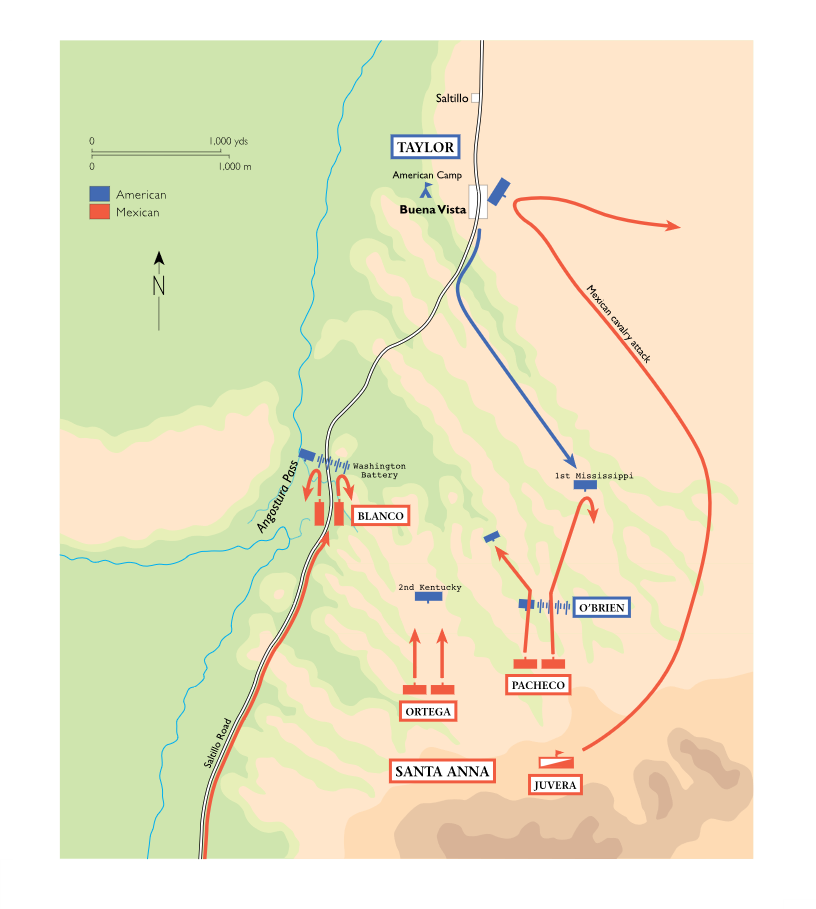 Saltillo
0 1,000 yds
0 1,000 m
TAYLOR
American Camp
American
Mexican
Buena Vista
N
Mexican cavalry attack
Washington
Battery
Angostura Pass
1st Mississippi
BLANCO
2nd Kentucky
O'BRIEN
PACHECO
ORTEGA
Saltillo Road
SANTA ANNA
JUVERA